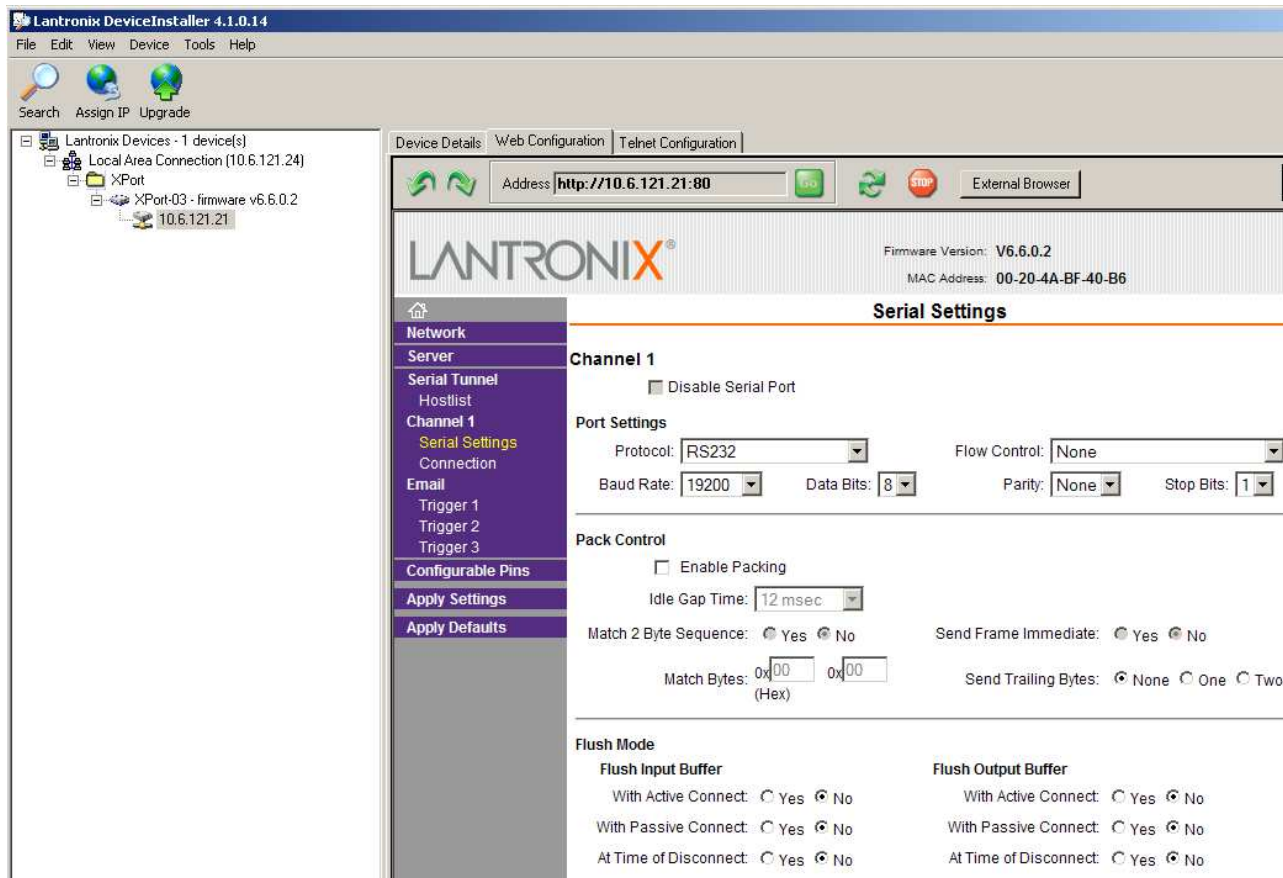 Lantronix DeviceInstaller 4.1.0.14
File Edit View Device Tools Help
Search Assign IP Upgrade
Lantronix Devices - 1 device(s)
Local Area Connection (10.6.121.24)
XPort
XPort-03 - firmware v6.6.0.2
10.6.121.21
Device Details Web Configuration Telnet Configuration
Address http://10.6.121.21:80 Go STOP External Browser
LANTRONIX®
Firmware Version: V6.6.0.2
MAC Address: 00-20-4A-BF-40-B6
Network
Server
Serial Tunnel
Hostlist
Channel 1
Serial Settings
Connection
Email
Trigger 1
Trigger 2
Trigger 3
Configurable Pins
Apply Settings
Apply Defaults
Serial Settings
Channel 1
Disable Serial Port
Port Settings
Protocol: RS232 Flow Control: None
Baud Rate: 19200 Data Bits: 8 Parity: None Stop Bits: 1
Pack Control
Enable Packing
Idle Gap Time: 12 msec
Match 2 Byte Sequence: Yes No Send Frame Immediate: Yes No
Match Bytes: 0x 00 0x 00 Send Trailing Bytes: None One Two
(Hex)
Flush Mode
Flush Input Buffer Flush Output Buffer
With Active Connect: Yes No With Active Connect: Yes No
With Passive Connect: Yes No With Passive Connect: Yes No
At Time of Disconnect: Yes No At Time of Disconnect: Yes No